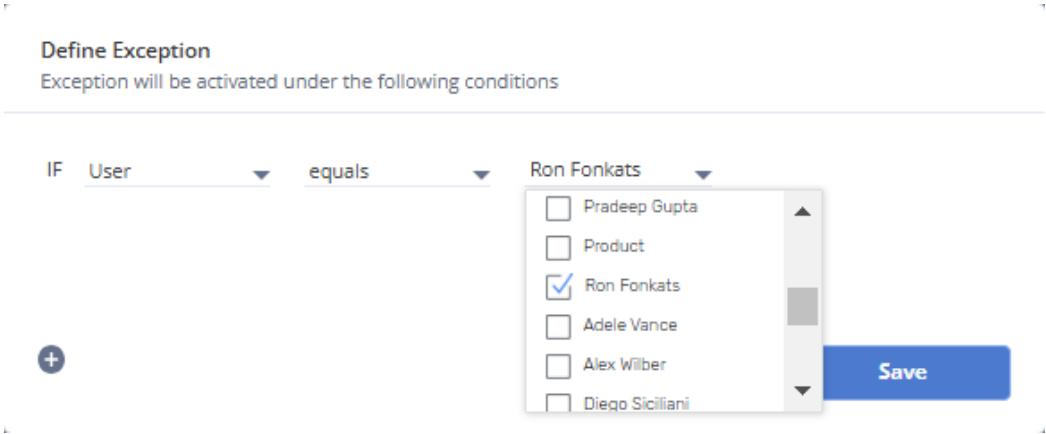 Define Exception
Exception will be activated under the following conditions
IF User equals Ron Fonkats
Pradeep Gupta
Product
Ron Fonkats
Adele Vance
Alex Wilber
Diego Siciliani
Save